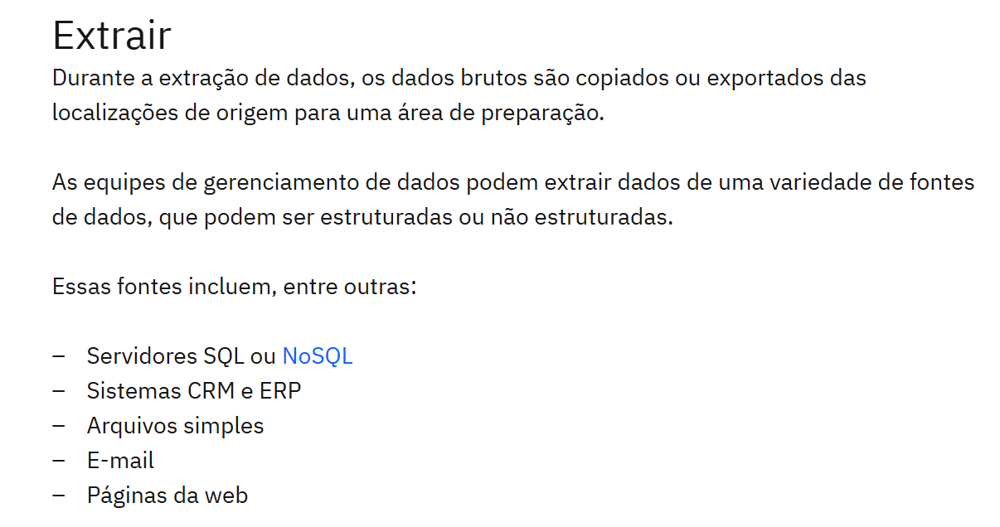 Extrair
Durante a extração de dados, os dados brutos são copiados ou exportados das
localizações de origem para uma área de preparação.
As equipes de gerenciamento de dados podem extrair dados de uma variedade de fontes
de dados, que podem ser estruturadas ou não estruturadas.
Essas fontes incluem, entre outras:
– Servidores SQL ou NoSQL
– Sistemas CRM e ERP
– Arquivos simples
– E-mail
– Páginas da web